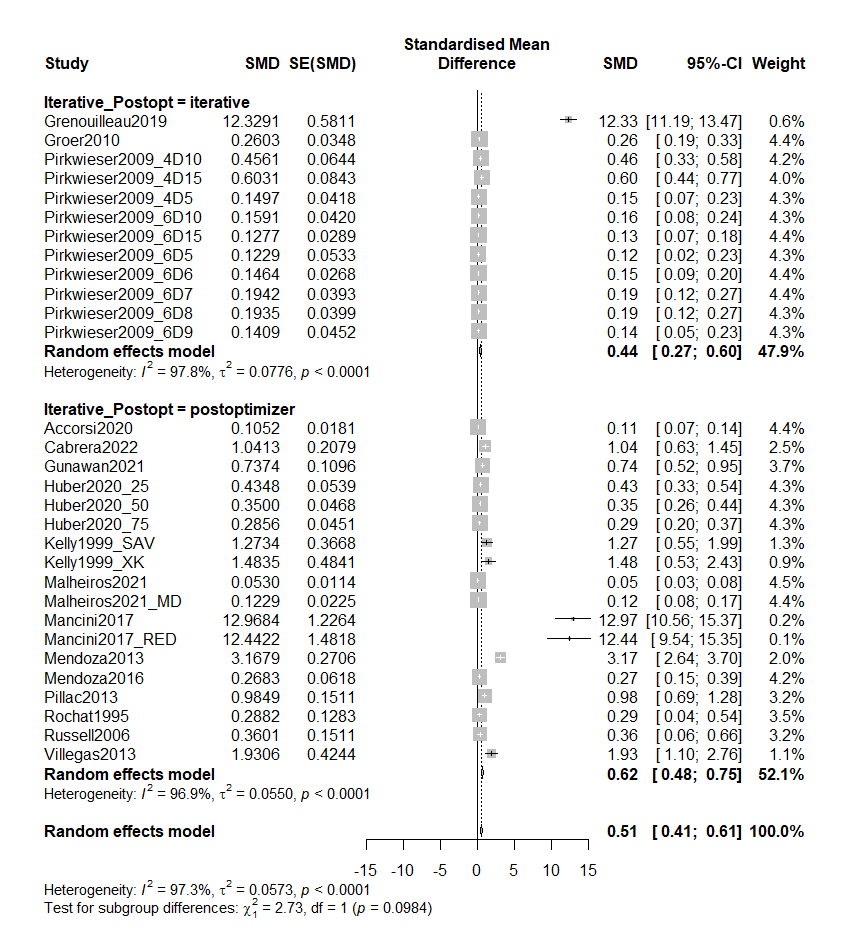 Standardised Mean
Study SMD SE(SMD) Difference SMD 95%-CI Weight
Iterative_Postopt = iterative
Grenouilleau2019 12.3291 0.5811 12.33 [11.19; 13.47] 0.6%
Groer2010 0.2603 0.0348 0.26 [ 0.19; 0.33] 4.4%
Pirkwieser2009_4D10 0.4561 0.0644 0.46 [ 0.33; 0.58] 4.2%
Pirkwieser2009_4D15 0.6031 0.0843 0.60 [ 0.44; 0.77] 4.0%
Pirkwieser2009_4D5 0.1497 0.0418 0.15 [ 0.07; 0.23] 4.3%
Pirkwieser2009_6D10 0.1591 0.0420 0.16 [ 0.08; 0.24] 4.3%
Pirkwieser2009_6D15 0.1277 0.0289 0.13 [ 0.07; 0.18] 4.4%
Pirkwieser2009_6D5 0.1229 0.0533 0.12 [ 0.02; 0.23] 4.3%
Pirkwieser2009_6D6 0.1464 0.0268 0.15 [ 0.09; 0.20] 4.4%
Pirkwieser2009_6D7 0.1942 0.0393 0.19 [ 0.12; 0.27] 4.4%
Pirkwieser2009_6D8 0.1935 0.0399 0.19 [ 0.12; 0.27] 4.4%
Pirkwieser2009_6D9 0.1409 0.0452 0.14 [ 0.05; 0.23] 4.3%
Random effects model 0.44 [ 0.27; 0.60] 47.9%
Heterogeneity: I² = 97.8%, τ² = 0.0776, p < 0.0001
Iterative_Postopt = postoptimizer
Accorsi2020 0.1052 0.0181 0.11 [ 0.07; 0.14] 4.4%
Cabrera2022 1.0413 0.2079 1.04 [ 0.63; 1.45] 2.5%
Gunawan2021 0.7374 0.1096 0.74 [ 0.52; 0.95] 3.7%
Huber2020_25 0.4348 0.0539 0.43 [ 0.33; 0.54] 4.3%
Huber2020_50 0.3500 0.0468 0.35 [ 0.26; 0.44] 4.3%
Huber2020_75 0.2856 0.0451 0.29 [ 0.20; 0.37] 4.3%
Kelly1999_SAV 1.2734 0.3668 1.27 [ 0.55; 1.99] 1.3%
Kelly1999_XK 1.4835 0.4841 1.48 [ 0.53; 2.43] 0.9%
Malheiros2021 0.0530 0.0114 0.05 [ 0.03; 0.08] 4.5%
Malheiros2021_MD 0.1229 0.0225 0.12 [ 0.08; 0.17] 4.4%
Mancini2017 12.9684 1.2264 12.97 [10.56; 15.37] 0.2%
Mancini2017_RED 12.4422 1.4818 12.44 [ 9.54; 15.35] 0.1%
Mendoza2013 3.1679 0.2706 3.17 [ 2.64; 3.70] 2.0%
Mendoza2016 0.2683 0.0618 0.27 [ 0.15; 0.39] 4.2%
Pillac2013 0.9849 0.1511 0.98 [ 0.69; 1.28] 3.2%
Rochat1995 0.2882 0.1283 0.29 [ 0.04; 0.54] 3.5%
Russell2006 0.3601 0.1511 0.36 [ 0.06; 0.66] 3.2%
Villegas2013 1.9306 0.4244 1.93 [ 1.10; 2.76] 1.1%
Random effects model 0.62 [ 0.48; 0.75] 52.1%
Heterogeneity: I² = 96.9%, τ² = 0.0550, p < 0.0001
Random effects model 0.51 [ 0.41; 0.61] 100.0%
-15 -10 -5 0 5 10 15
Heterogeneity: I² = 97.3%, τ² = 0.0573, p < 0.0001
Test for subgroup differences: χ₁² = 2.73, df = 1 (p = 0.0984)